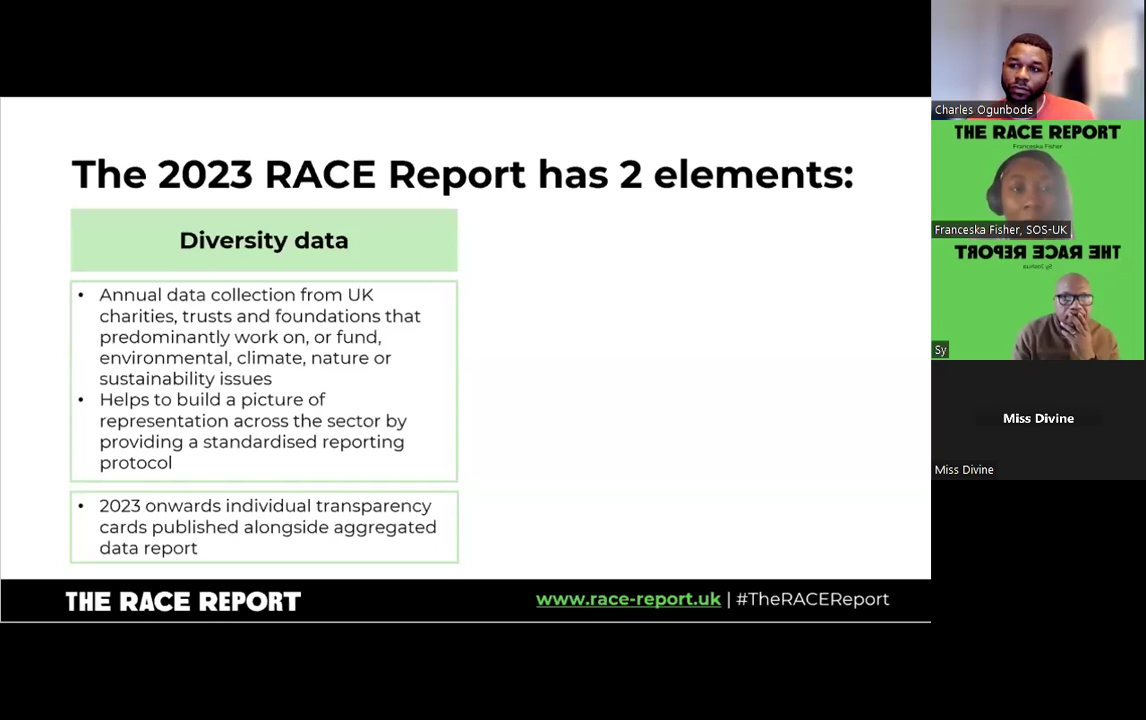 The 2023 RACE Report has 2 elements:
Diversity data
• Annual data collection from UK
charities, trusts and foundations that
predominantly work on, or fund,
environmental, climate, nature or
sustainability issues
• Helps to build a picture of
representation across the sector by
providing a standardised reporting
protocol
• 2023 onwards individual transparency
cards published alongside aggregated
data report
THE RACE REPORT
www.race-report.uk | #TheRACEReport
Charles Ogunbode
THE RACE REPORT
Franceska Fisher
Franceska Fisher, SOS-UK
THE RACE REPORT
Sy Joshua
Sy
Miss Divine
Miss Divine